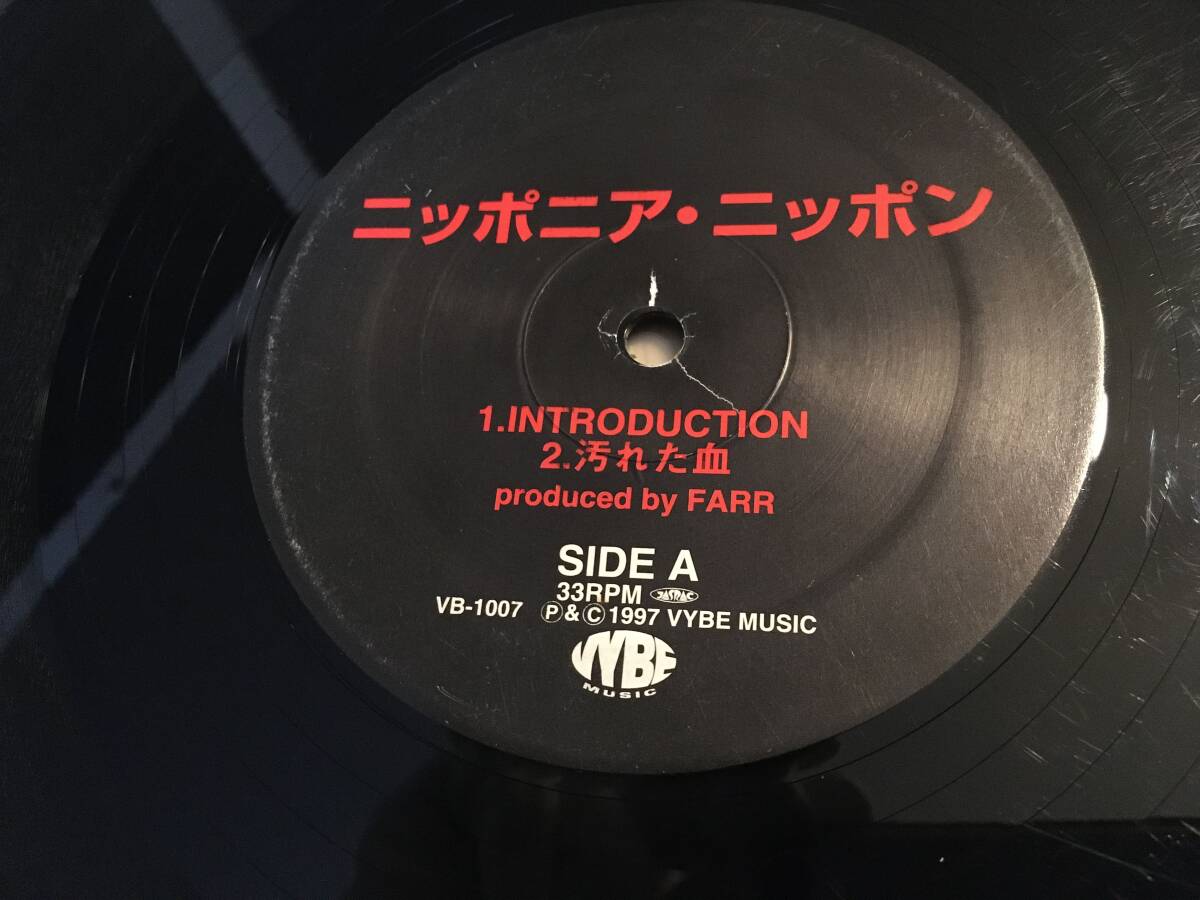 ニッポニア・ニッポン
1.INTRODUCTION
2.汚れた血
produced by FARR
SIDE A
33RPM JASRAC
VB-1007 Ⓟ&Ⓒ1997 VYBE MUSIC
VYBE
MUSIC